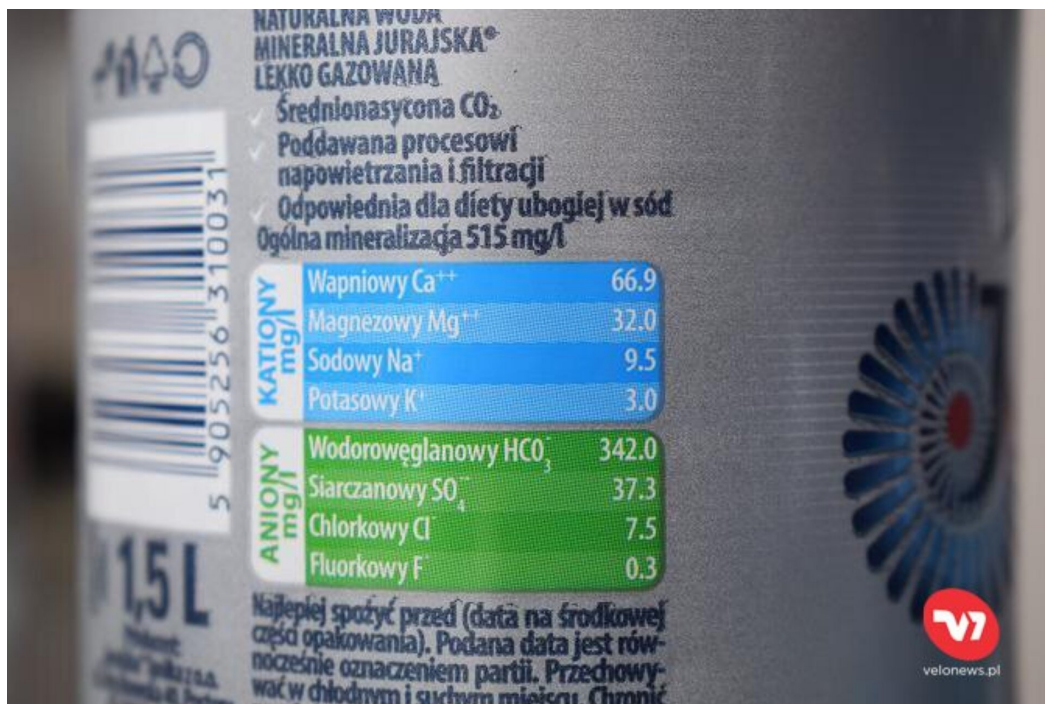 NATURALNA WODA
MINERALNA JURAJSKA®
LEKKO GAZOWANA
Średnionasycona CO₂
Poddawana procesowi
napowietrzania i filtracji
Odpowiednia dla diety ubogiej w sód
Ogólna mineralizacja 515 mg/l
KATIONY
mg/l
Wapniowy Ca⁺⁺ 66.9
Magnezowy Mg⁺⁺ 32.0
Sodowy Na⁺ 9.5
Potasowy K⁺ 3.0
ANIONY
mg/l
Wodorowęglanowy HCO₃⁻ 342.0
Siarczanowy SO₄⁻⁻ 37.3
Chlorkowy Cl⁻ 7.5
Fluorkowy F⁻ 0.3
Najlepiej spożyć przed (data na środkowej
części opakowania). Podana data jest rów-
nocześnie oznaczeniem partii. Przechowy-
wać w chłodnym i suchym miejscu. Chronić
5 905256 310031
1,5 L
velonews.pl